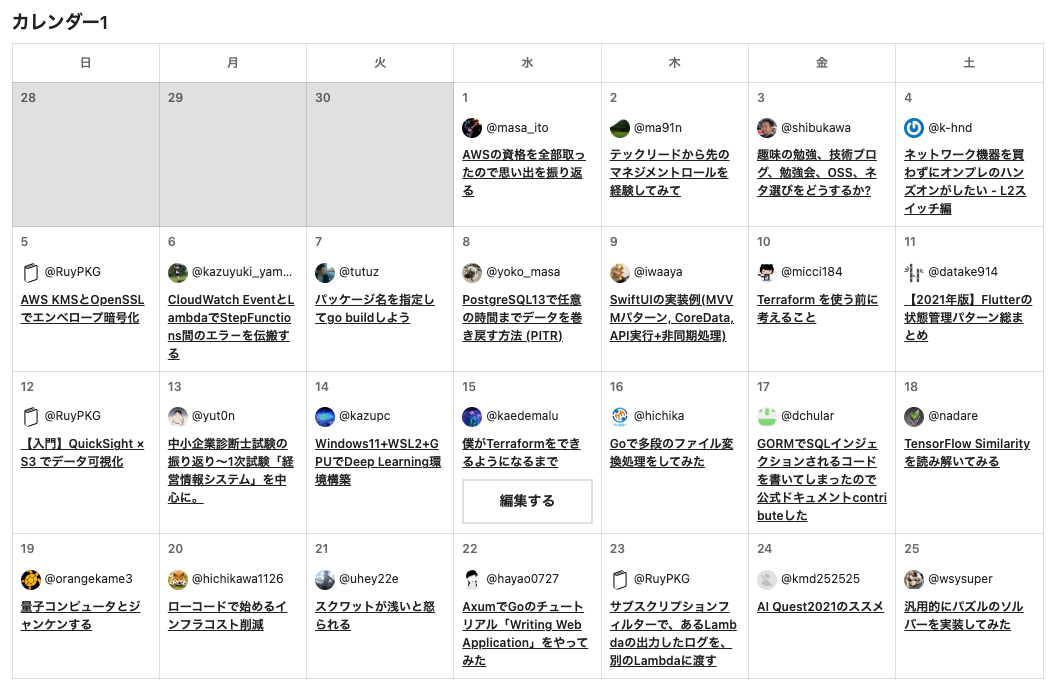 カレンダー1
日
月
火
水
木
金
土
28
29
30
1
@masa_ito
AWSの資格を全部取っ
たので思い出を振り返
る
2
@ma91n
テックリードから先の
マネジメントロールを
経験してみて
3
@shibukawa
趣味の勉強、技術ブロ
グ、勉強会、OSS、ネ
タ選びをどうするか?
4
@k-hnd
ネットワーク機器を買
わずにオンプレのハン
ズオンがしたい - L2ス
イッチ編
5
@RuyPKG
AWS KMSとOpenSSL
でエンベロープ暗号化
6
@kazuyuki_yam...
CloudWatch EventとL
ambdaでStepFunctio
ns間のエラーを伝搬す
る
7
@tutuz
パッケージ名を指定し
てgo buildしよう
8
@yoko_masa
PostgreSQL13で任意
の時間までデータを巻
き戻す方法 (PITR)
9
@iwaaya
SwiftUIの実装例(MVV
Mパターン, CoreData,
API実行+非同期処理)
10
@micci184
Terraform を使う前に
考えること
11
@datake914
【2021年版】Flutterの
状態管理パターン総ま
とめ
12
@RuyPKG
【入門】QuickSight ×
S3 でデータ可視化
13
@yut0n
中小企業診断士試験の
振り返り〜1次試験「経
営情報システム」を中
心に。
14
@kazupc
Windows11+WSL2+G
PUでDeep Learning環
境構築
15
@kaedemalu
僕がTerraformをでき
るようになるまで
編集する
16
@hichika
Goで多段のファイル変
換処理をしてみた
17
@dchular
GORMでSQLインジェ
クションされるコード
を書いてしまったので
公式ドキュメントcontri
buteした
18
@nadare
TensorFlow Similarity
を読み解いてみる
19
@orangekame3
量子コンピュータとジ
ャンケンする
20
@hichikawa1126
ローコードで始めるイ
ンフラコスト削減
21
@uhey22e
スクワットが浅いと怒
られる
22
@hayao0727
AxumでGoのチュート
リアル「Writing Web
Application」をやって
みた
23
@RuyPKG
サブスクリプションフ
ィルターで、あるLamb
daの出力したログを、
別のLambdaに渡す
24
@kmd252525
AI Quest2021のススメ
25
@wsysuper
汎用的にパズルのソル
バーを実装してみた